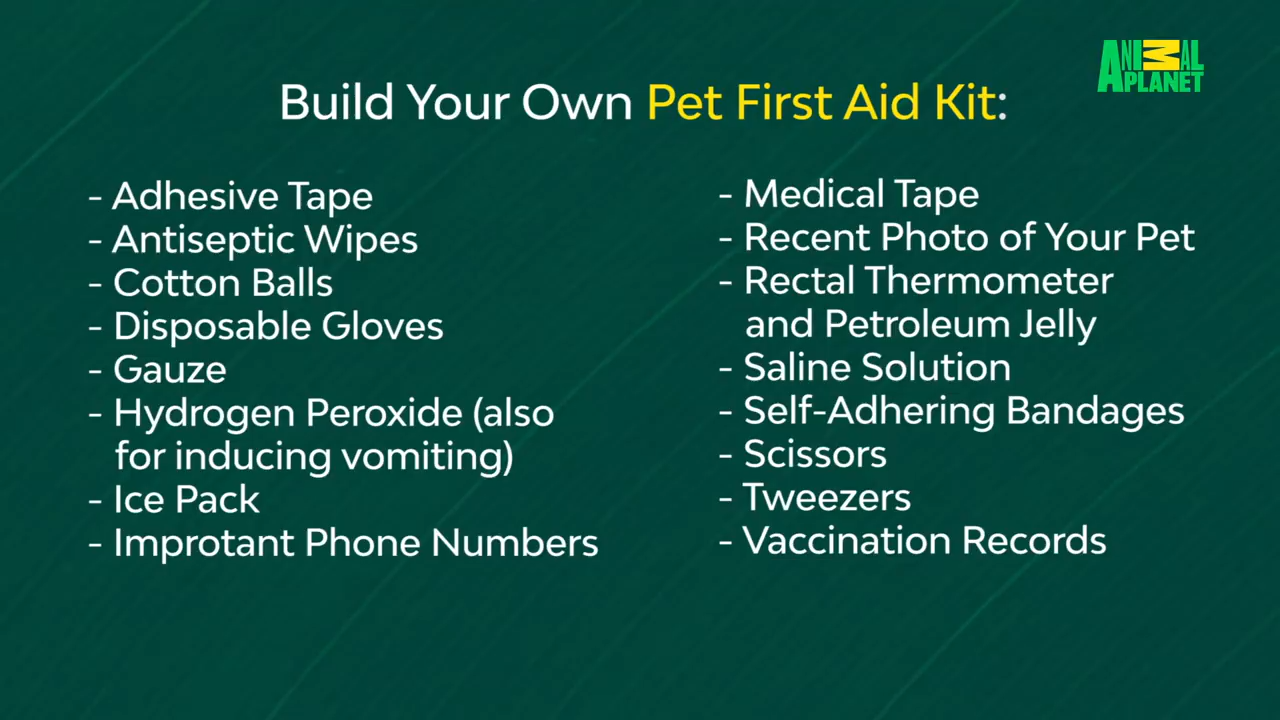 ANIMAL
PLANET
Build Your Own Pet First Aid Kit:
- Adhesive Tape
- Antiseptic Wipes
- Cotton Balls
- Disposable Gloves
- Gauze
- Hydrogen Peroxide (also
for inducing vomiting)
- Ice Pack
- Improtant Phone Numbers
- Medical Tape
- Recent Photo of Your Pet
- Rectal Thermometer
and Petroleum Jelly
- Saline Solution
- Self-Adhering Bandages
- Scissors
- Tweezers
- Vaccination Records